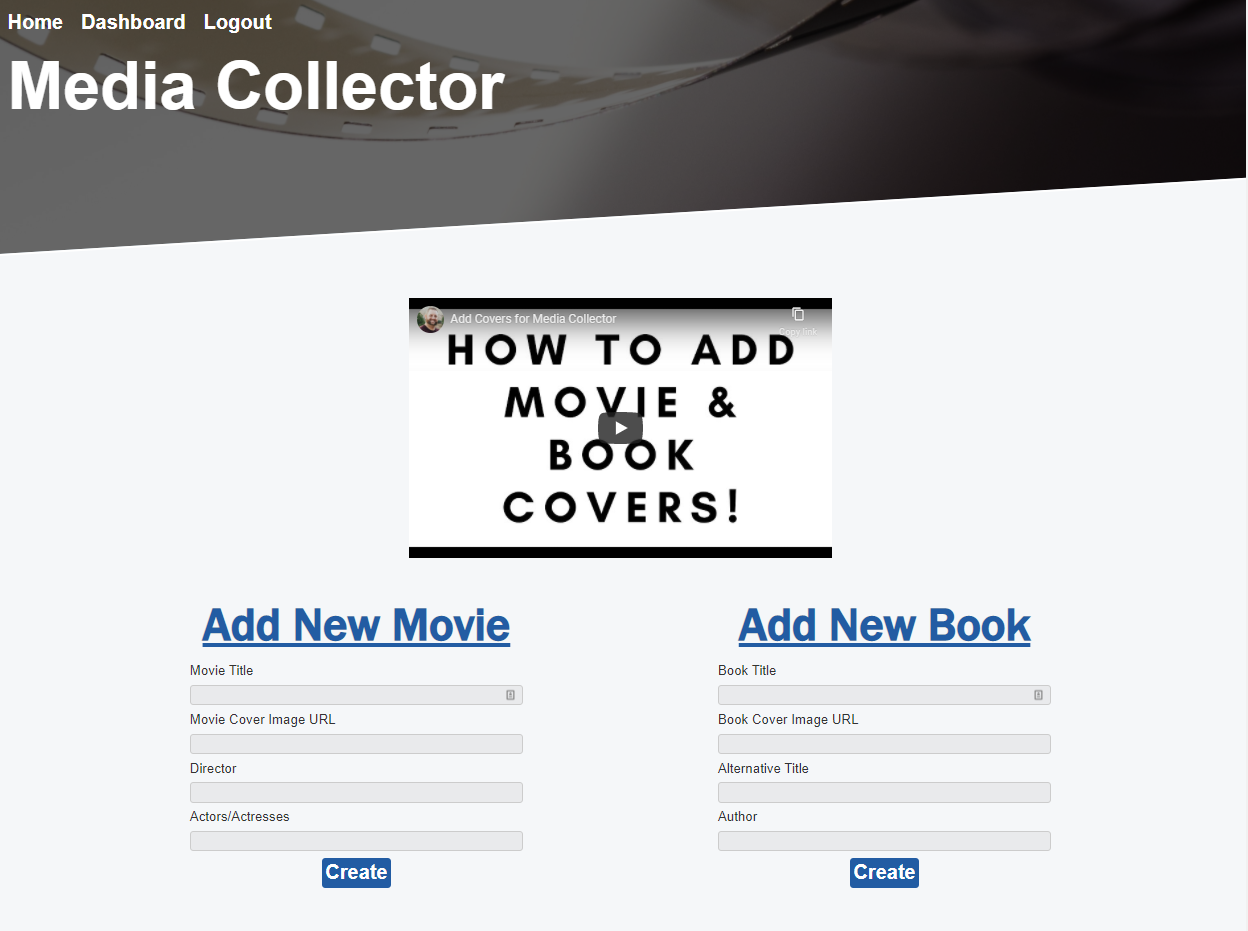 Home Dashboard Logout
Media Collector
Add Covers for Media Collector
Copy link
HOW TO ADD
MOVIE &
BOOK
COVERS!
Add New Movie
Movie Title
Movie Cover Image URL
Director
Actors/Actresses
Create
Add New Book
Book Title
Book Cover Image URL
Alternative Title
Author
Create